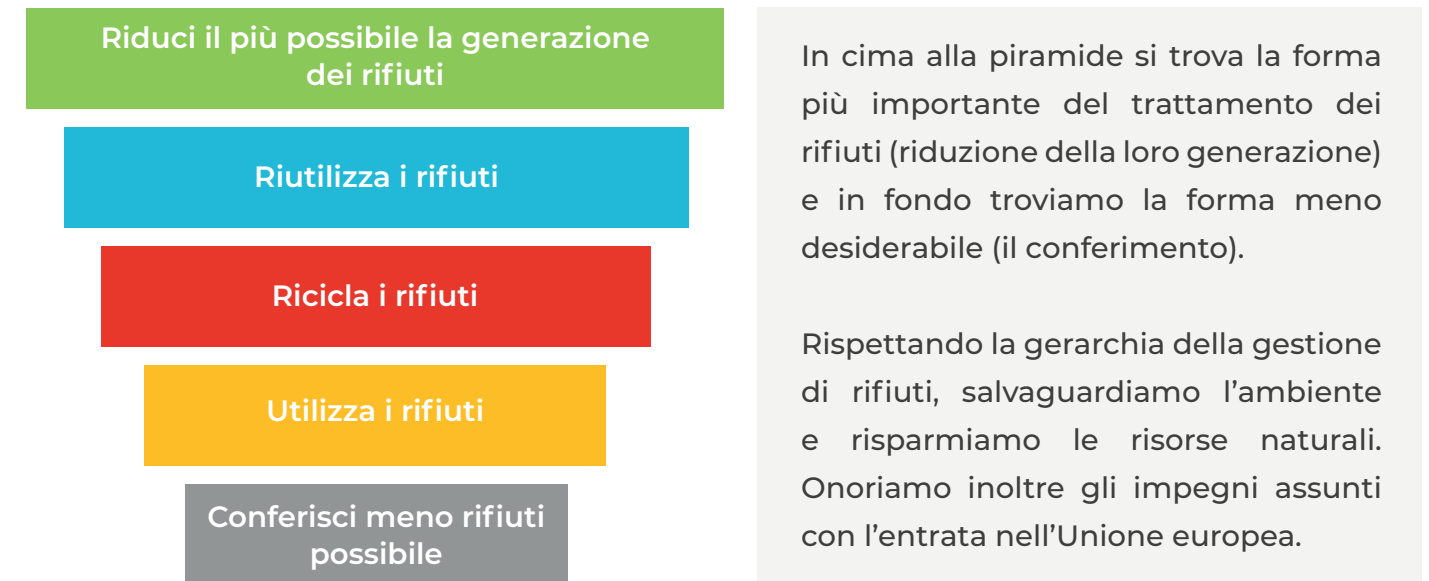 Riduci il più possibile la generazione
dei rifiuti
Riutilizza i rifiuti
Ricicla i rifiuti
Utilizza i rifiuti
Conferisci meno rifiuti
possibile
In cima alla piramide si trova la forma
più importante del trattamento dei
rifiuti (riduzione della loro generazione)
e in fondo troviamo la forma meno
desiderabile (il conferimento).
Rispettando la gerarchia della gestione
di rifiuti, salvaguardiamo l’ambiente
e risparmiamo le risorse naturali.
Onoriamo inoltre gli impegni assunti
con l’entrata nell’Unione europea.